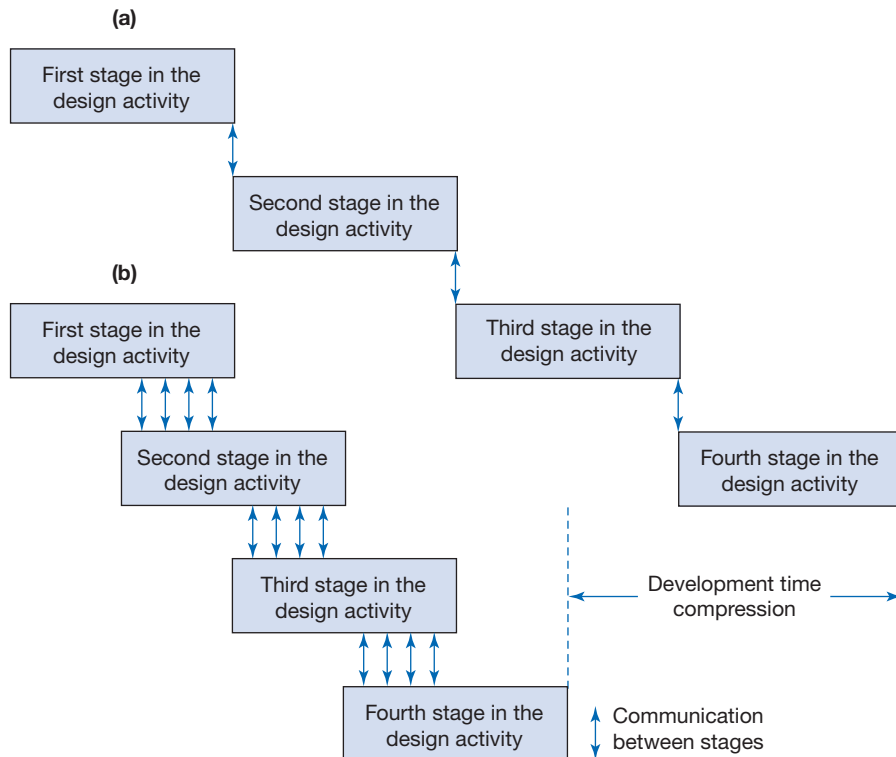 (a)
First stage in the
design activity
Second stage in the
design activity
(b)
First stage in the
design activity
Third stage in the
design activity
Second stage in the
design activity
Fourth stage in the
design activity
Third stage in the
design activity
Development time
compression
Fourth stage in the
design activity
Communication
between stages